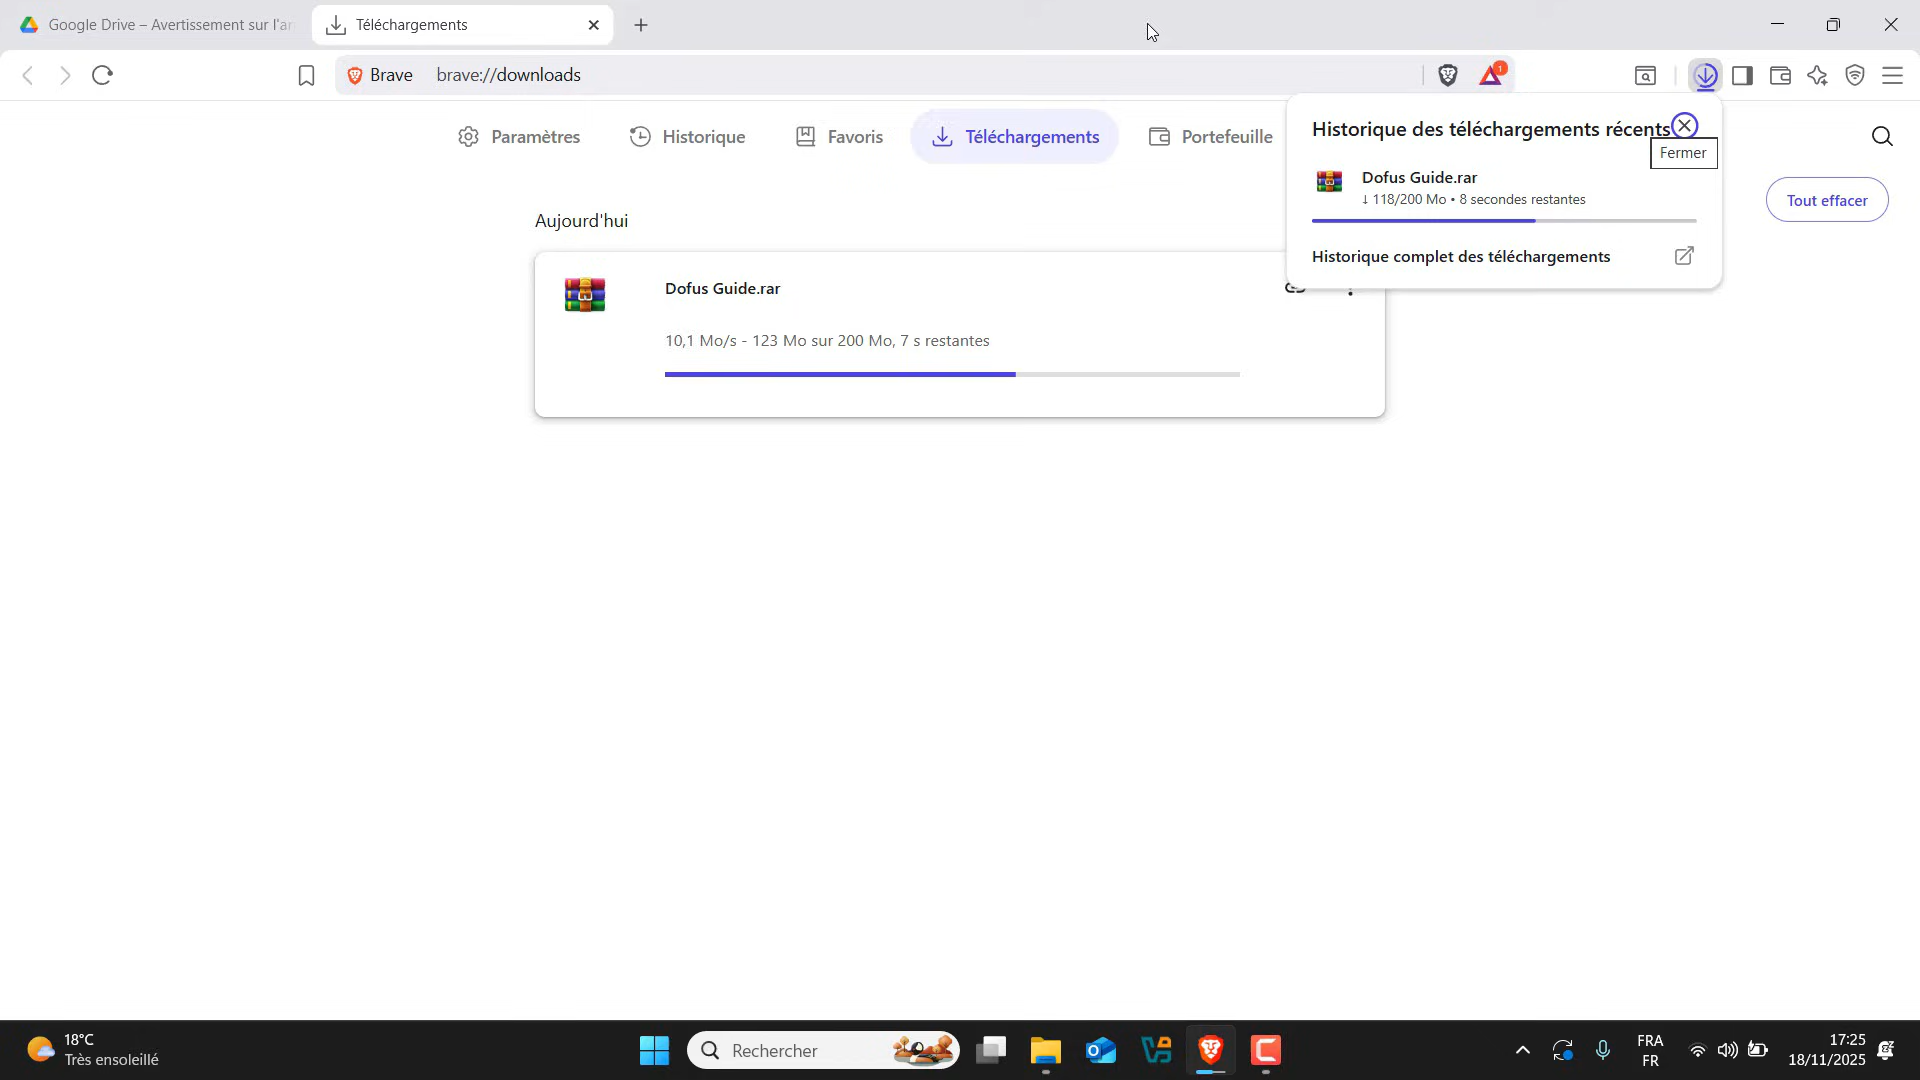 Google Drive – Avertissement sur l'an
Téléchargements
Brave brave://downloads
1
Paramètres
Historique
Favoris
Téléchargements
Portefeuille
Historique des téléchargements récents
Fermer
Dofus Guide.rar
↓ 118/200 Mo • 8 secondes restantes
Historique complet des téléchargements
Tout effacer
Aujourd'hui
Dofus Guide.rar
10,1 Mo/s - 123 Mo sur 200 Mo, 7 s restantes
18°C
Très ensoleillé
Rechercher
FRA
FR
17:25
18/11/2025